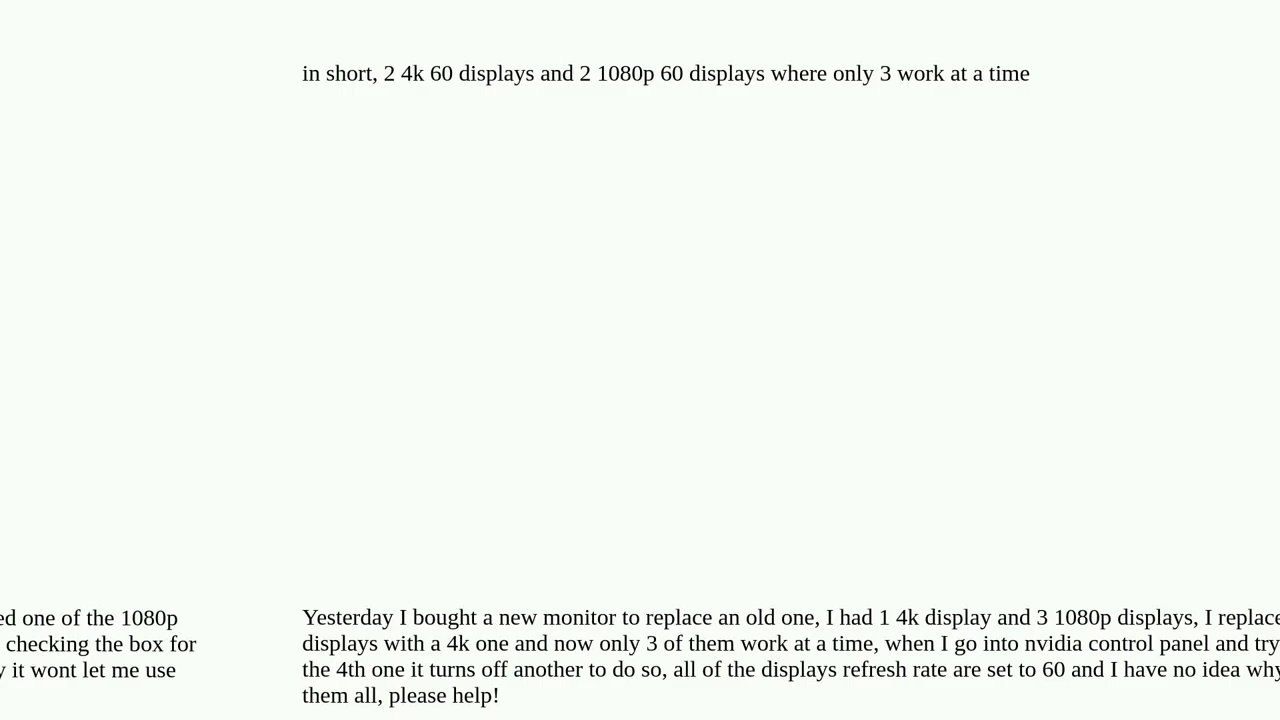 in short, 2 4k 60 displays and 2 1080p 60 displays where only 3 work at a time
ed one of the 1080p
checking the box for
y it wont let me use
Yesterday I bought a new monitor to replace an old one, I had 1 4k display and 3 1080p displays, I replace
displays with a 4k one and now only 3 of them work at a time, when I go into nvidia control panel and try
the 4th one it turns off another to do so, all of the displays refresh rate are set to 60 and I have no idea why
them all, please help!